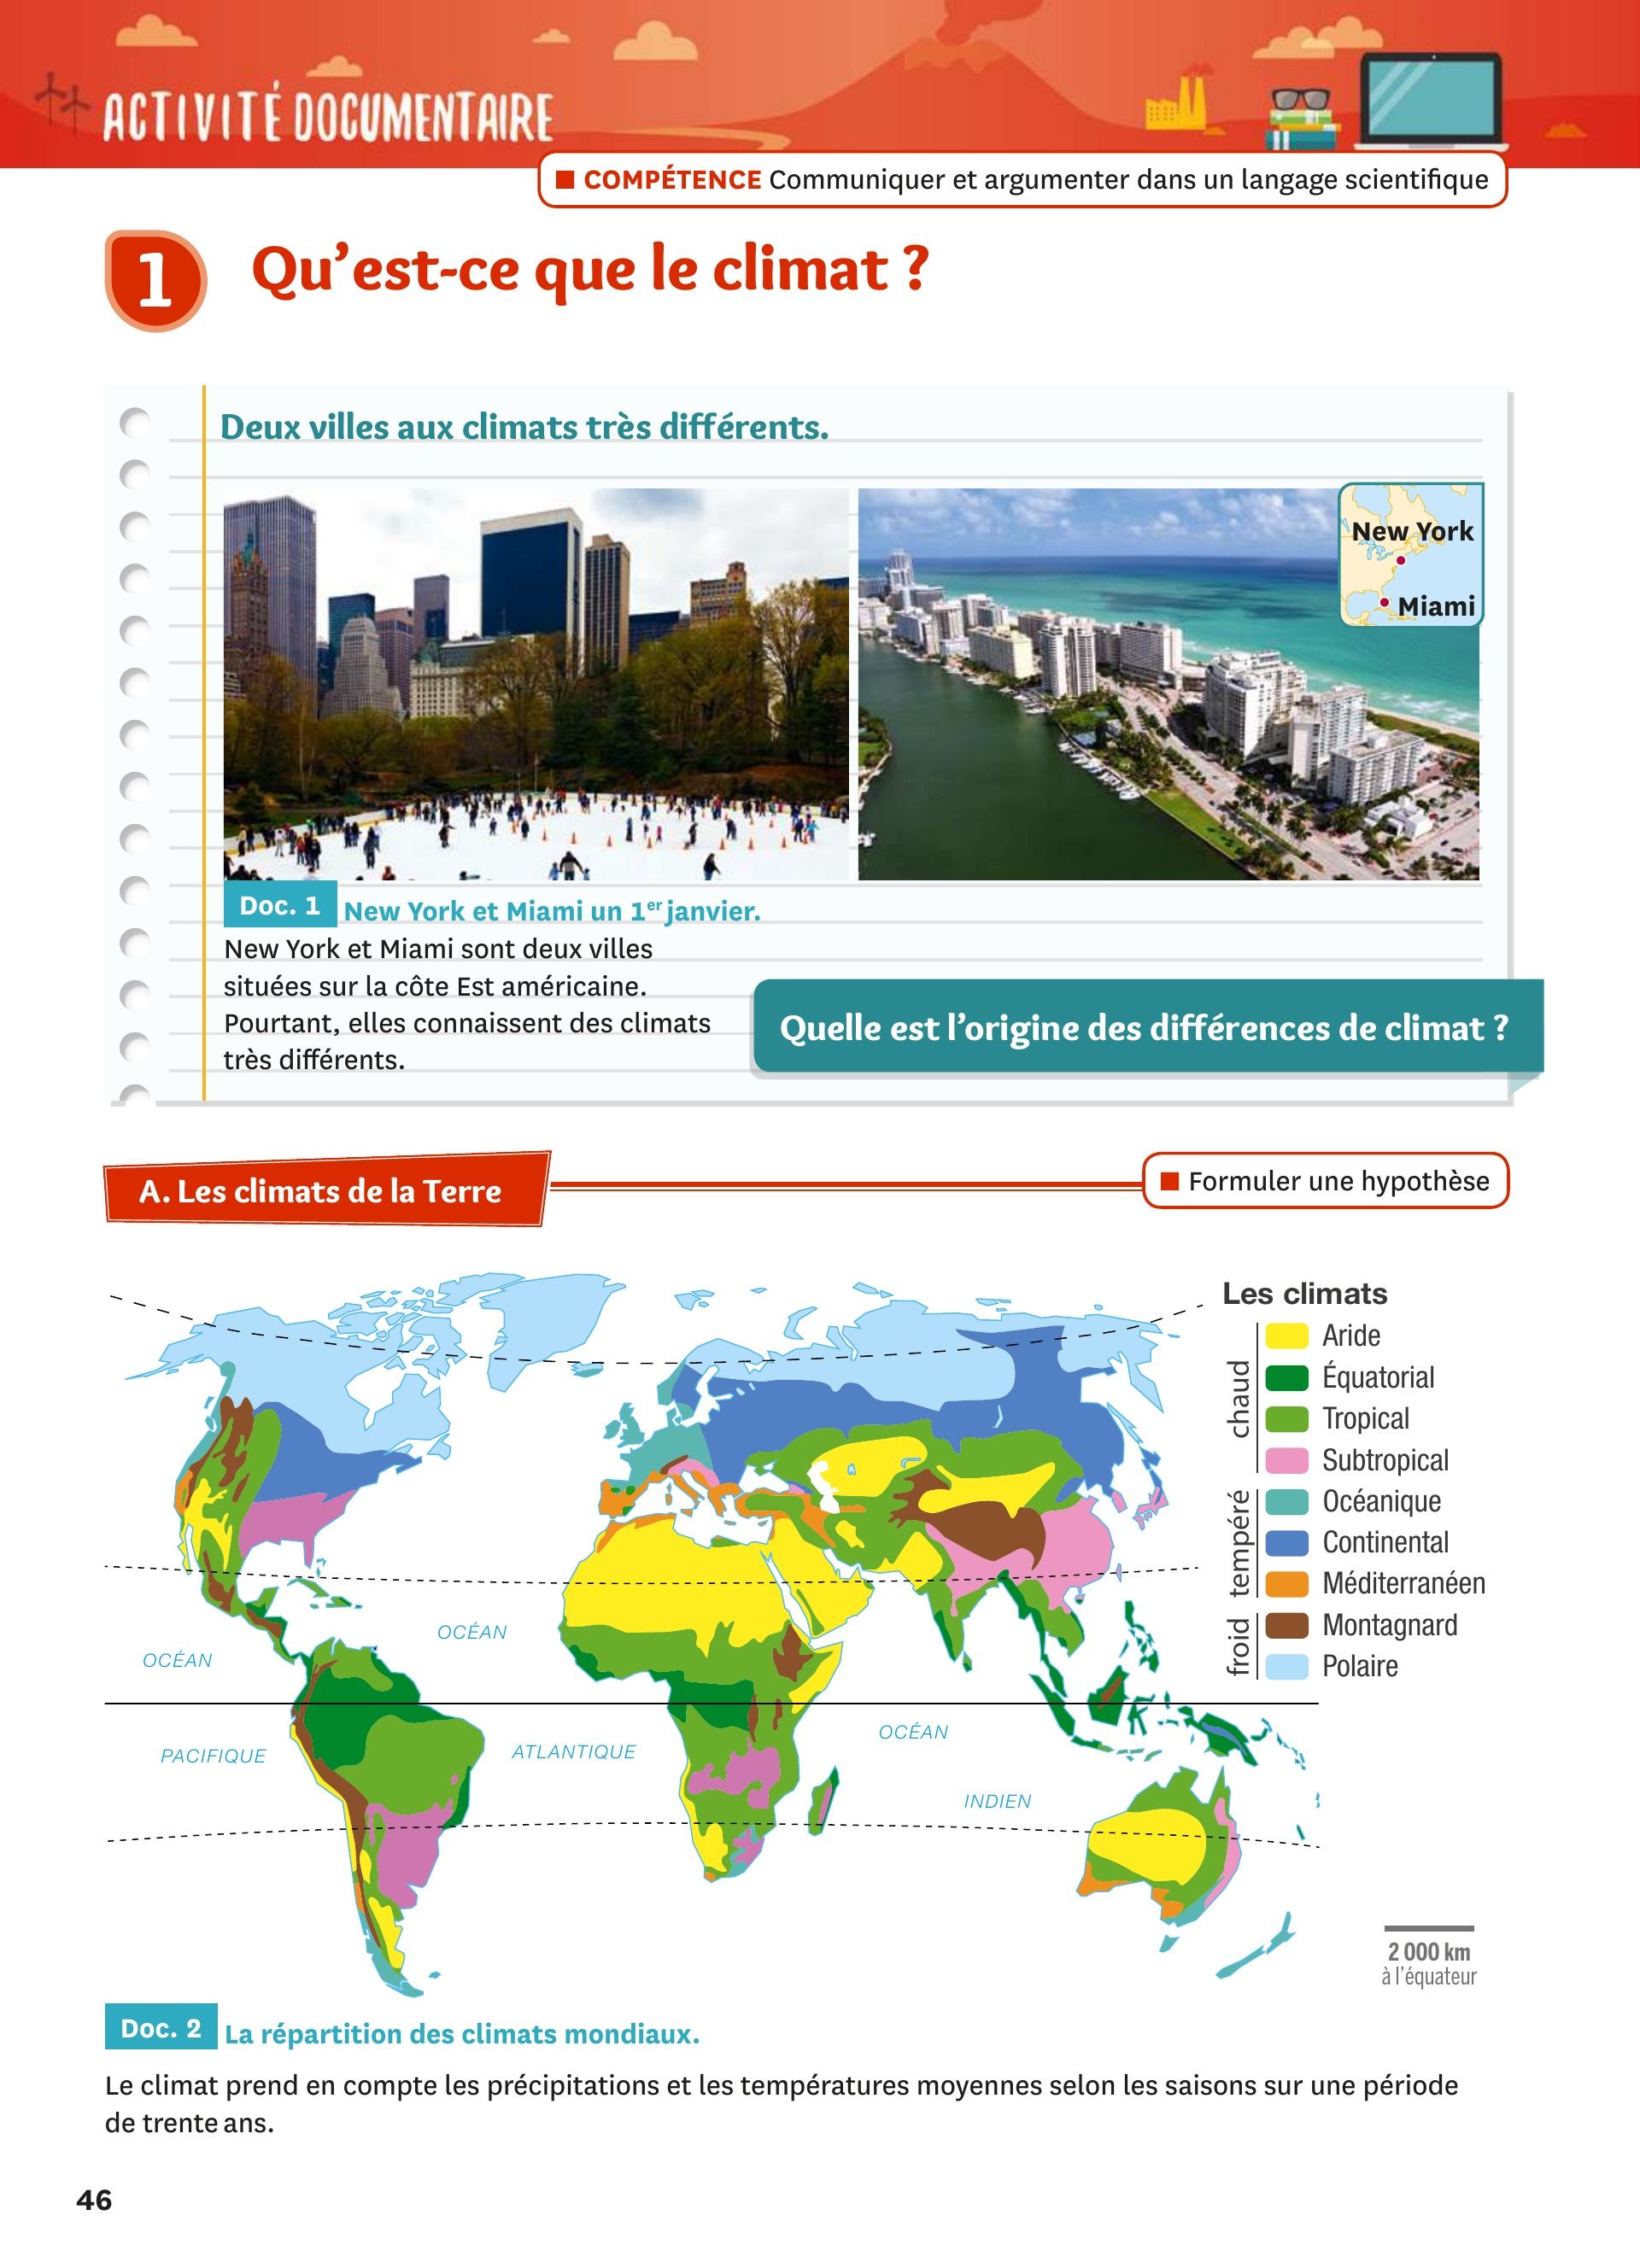 ACTIVITÉ DOCUMENTAIRE
■ COMPÉTENCE Communiquer et argumenter dans un langage scientifique
1 Qu’est-ce que le climat ?
Deux villes aux climats très différents.
New York
Miami
Doc. 1 New York et Miami un 1er janvier.
New York et Miami sont deux villes
situées sur la côte Est américaine.
Pourtant, elles connaissent des climats
très différents.
Quelle est l’origine des différences de climat ?
A. Les climats de la Terre
■ Formuler une hypothèse
Les climats
chaud
Aride
Équatorial
Tropical
Subtropical
tempéré
Océanique
Continental
Méditerranéen
froid
Montagnard
Polaire
OCÉAN
PACIFIQUE
OCÉAN
ATLANTIQUE
OCÉAN
INDIEN
2 000 km
à l’équateur
Doc. 2 La répartition des climats mondiaux.
Le climat prend en compte les précipitations et les températures moyennes selon les saisons sur une période
de trente ans.
46